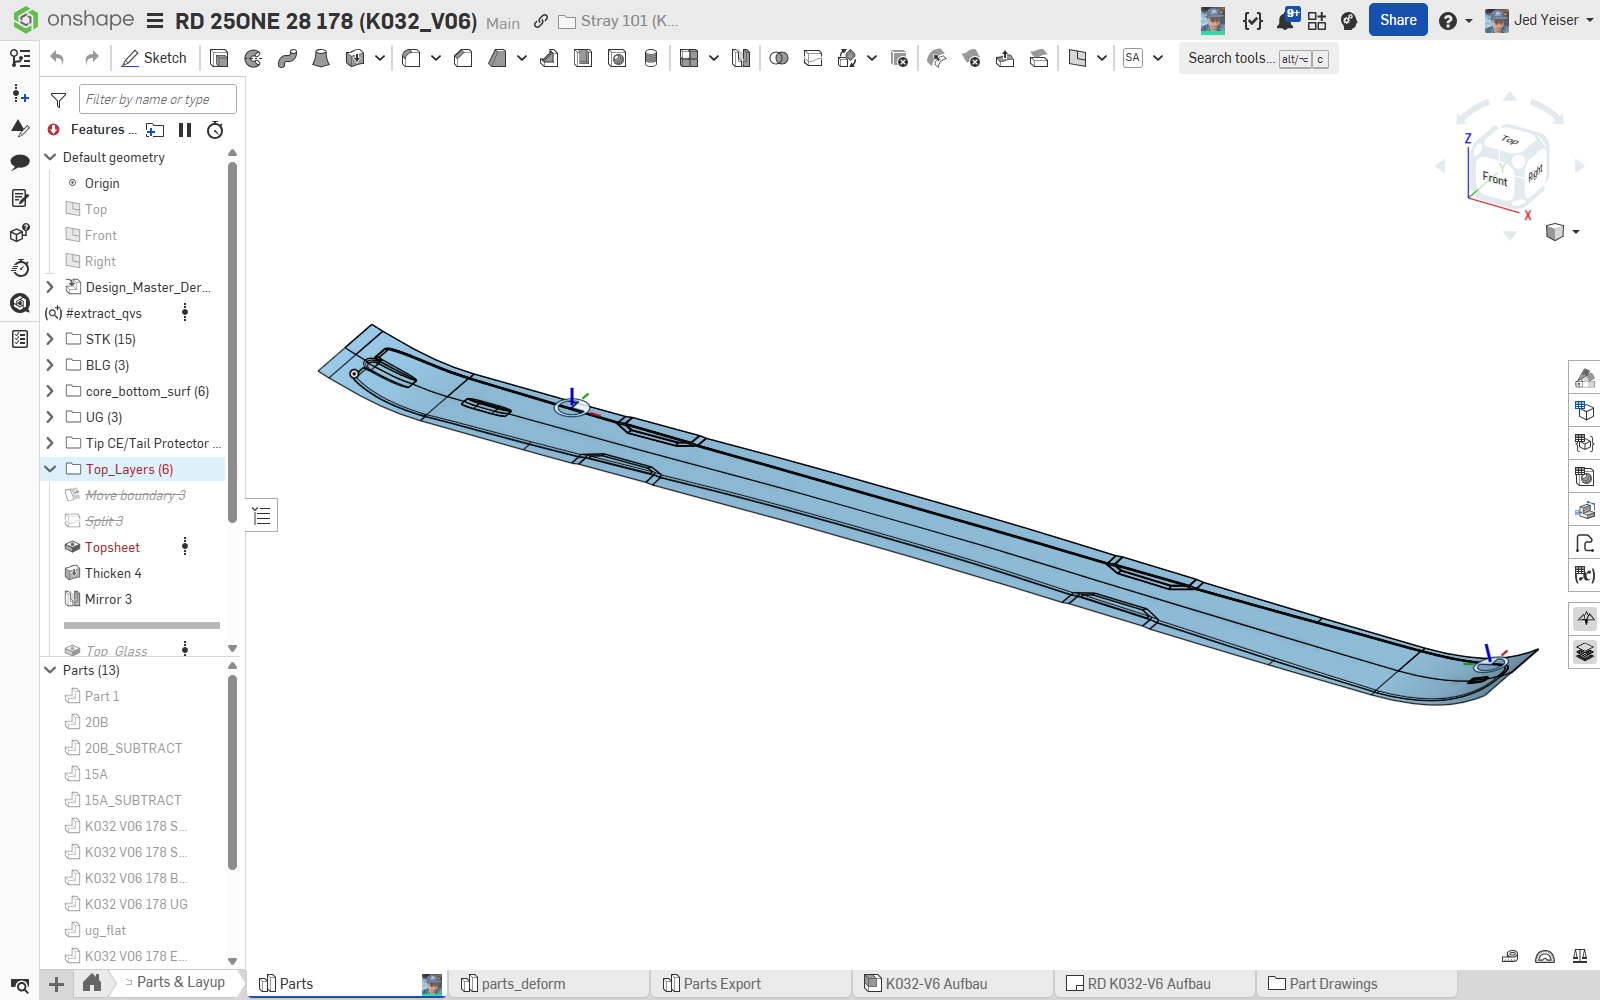 onshape RD 25ONE 28 178 (K032_V06) Main Stray 101 (K... 9+ Share Jed Yeiser
Sketch SA Search tools... alt/⌥ c
Filter by name or type
Features ...
Default geometry
Origin
Top
Front
Right
Design_Master_Der...
#extract_qvs
STK (15)
BLG (3)
core_bottom_surf (6)
UG (3)
Tip CE/Tail Protector ...
Top_Layers (6)
Move boundary 3
Split 3
Topsheet
Thicken 4
Mirror 3
Top_Glass
Parts (13)
Part 1
20B
20B_SUBTRACT
15A
15A_SUBTRACT
K032 V06 178 S...
K032 V06 178 S...
K032 V06 178 B...
K032 V06 178 UG
ug_flat
K032 V06 178 E...
Z
Top
Y
Front
Right
X
Parts & Layup Parts parts_deform Parts Export K032-V6 Aufbau RD K032-V6 Aufbau Part Drawings